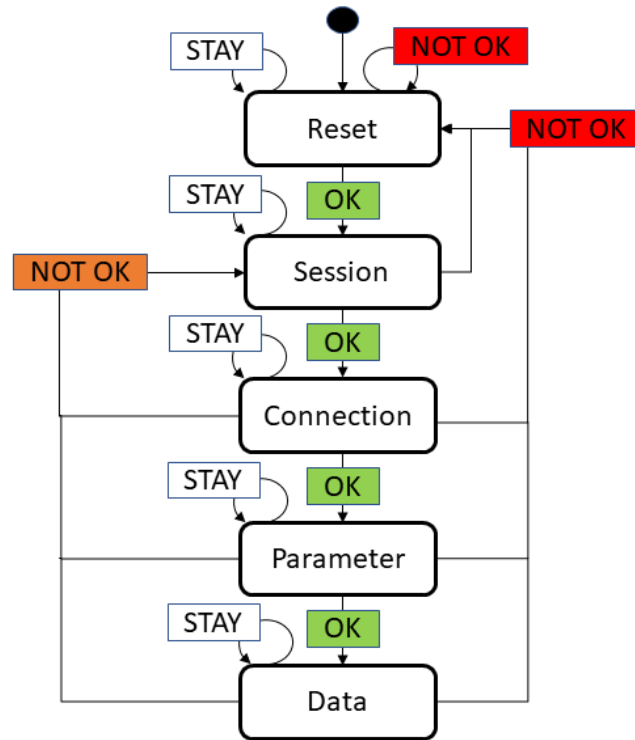 STAY
NOT OK
Reset
NOT OK
STAY
OK
Session
NOT OK
STAY
OK
Connection
STAY
OK
Parameter
STAY
OK
Data